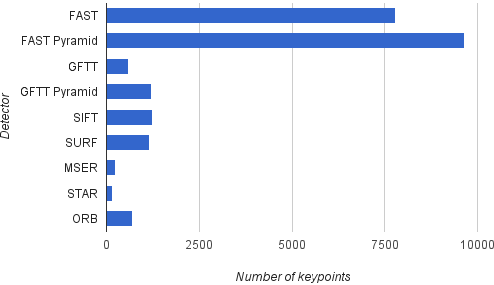 FAST
FAST Pyramid
GFTT
GFTT Pyramid
SIFT
SURF
MSER
STAR
ORB
Detector
0 2500 5000 7500 10000
Number of keypoints